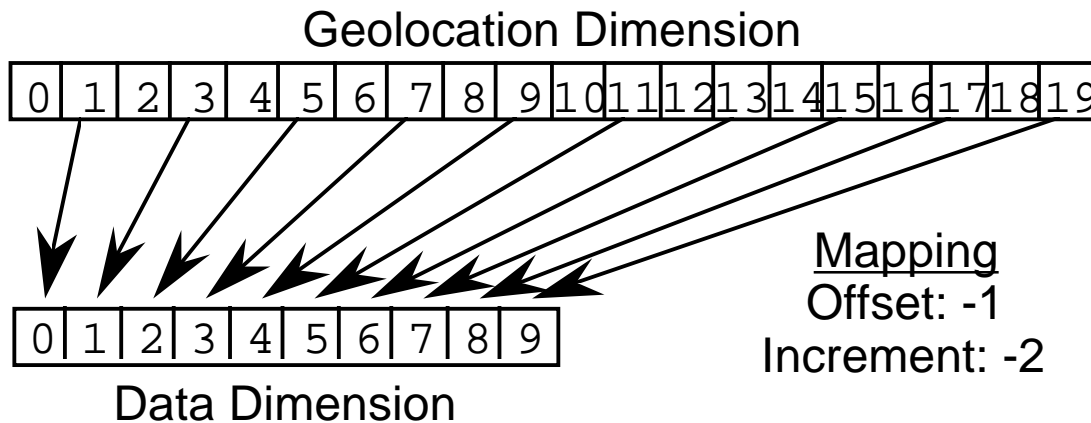 Geolocation Dimension
0 1 2 3 4 5 6 7 8 9 10 11 12 13 14 15 16 17 18 19
Mapping
Offset: -1
Increment: -2
0 1 2 3 4 5 6 7 8 9
Data Dimension